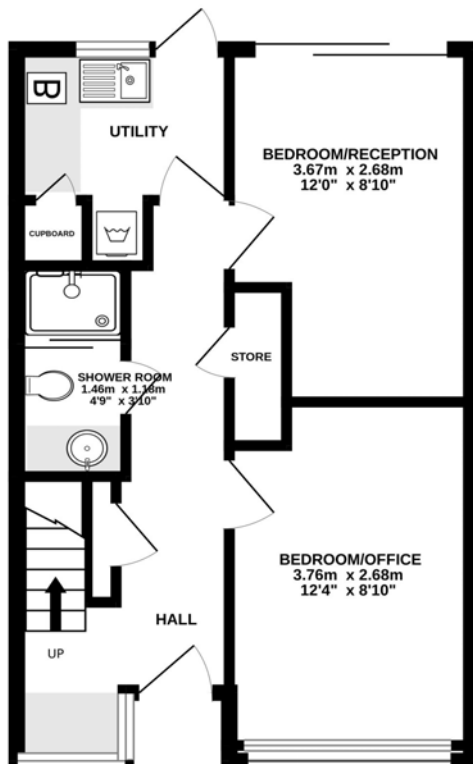 B
UTILITY
BEDROOM/RECEPTION
3.67m x 2.68m
12'0" x 8'10"
CUPBOARD
STORE
SHOWER ROOM
1.46m x 1.18m
4'9" x 3'10"
BEDROOM/OFFICE
3.76m x 2.68m
12'4" x 8'10"
HALL
UP